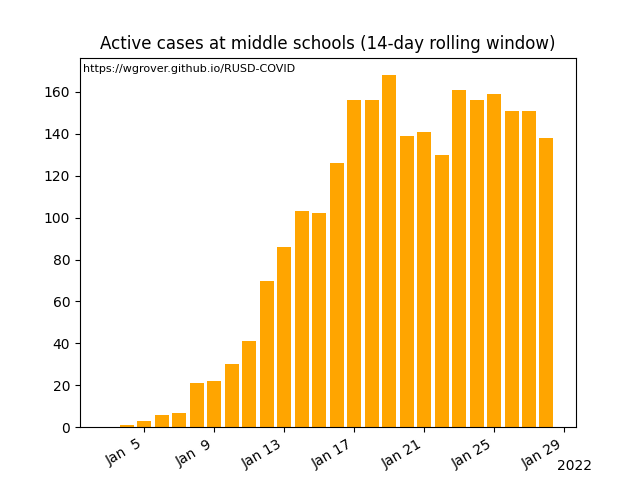 Active cases at middle schools (14-day rolling window)
https://wgrover.github.io/RUSD-COVID
160
140
120
100
80
60
40
20
0
Jan 5
Jan 9
Jan 13
Jan 17
Jan 21
Jan 25
Jan 29
2022